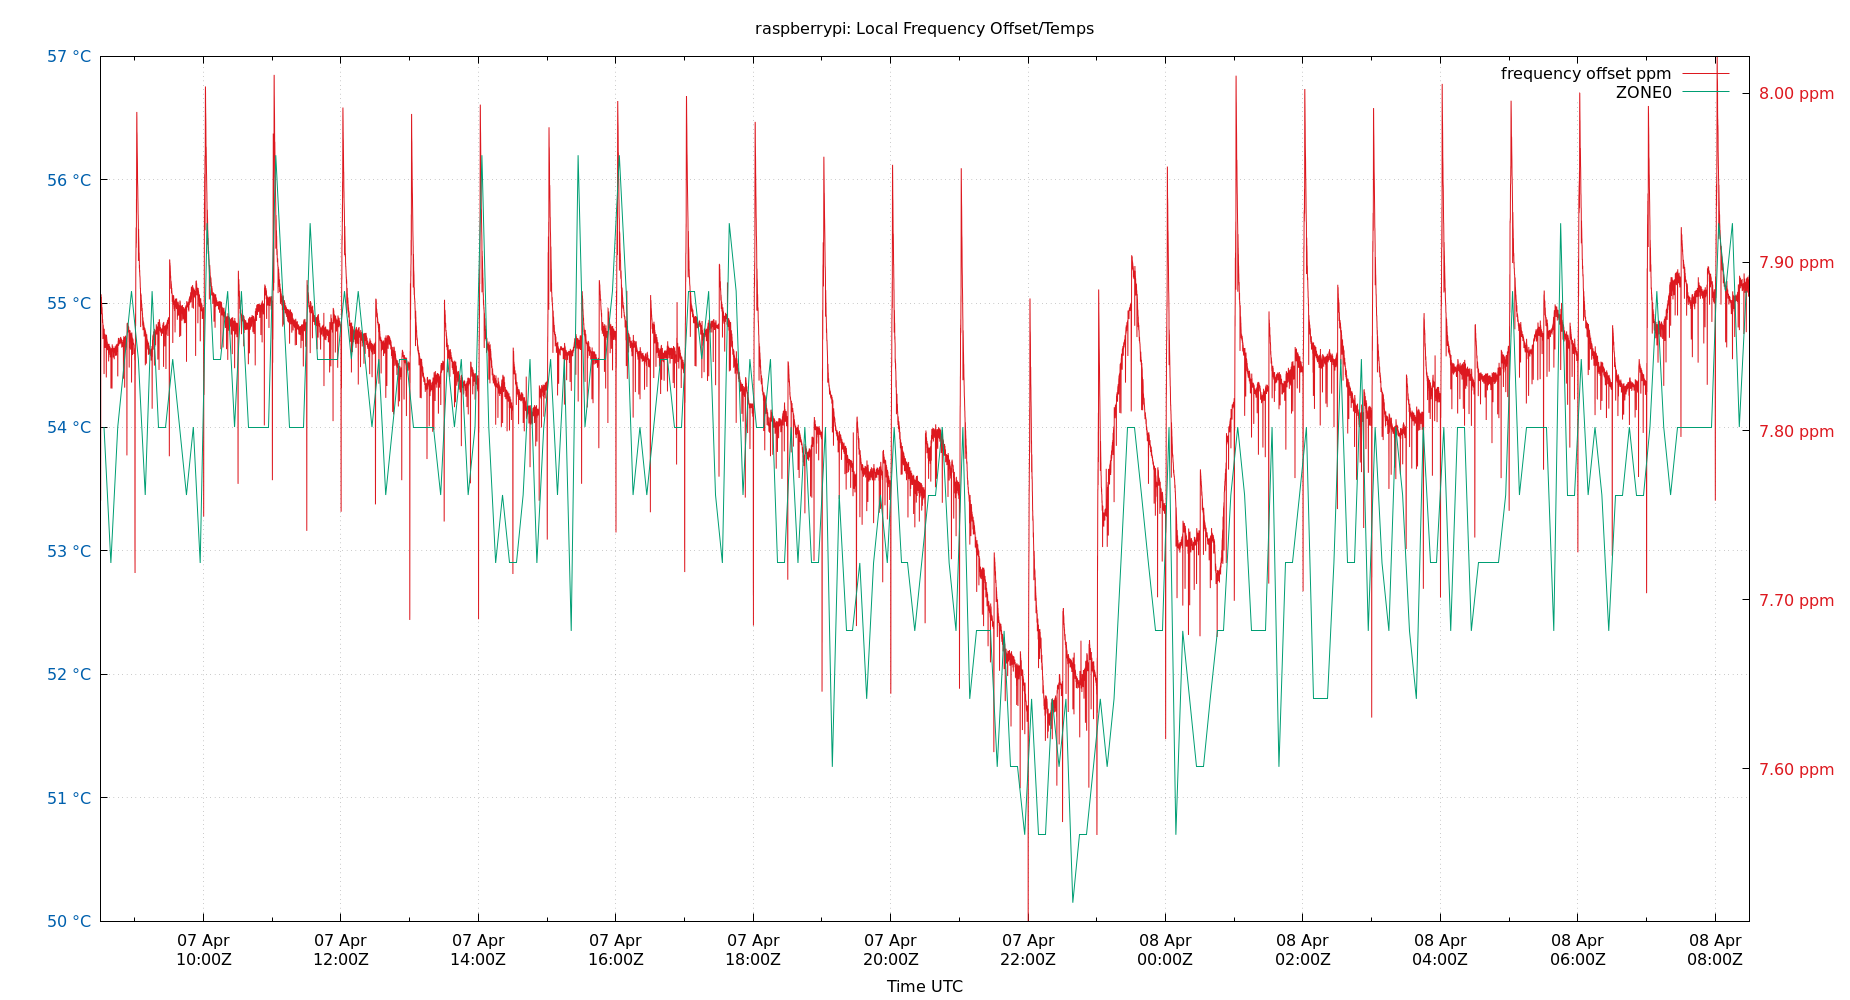 raspberrypi: Local Frequency Offset/Temps
57 °C
56 °C
55 °C
54 °C
53 °C
52 °C
51 °C
50 °C
frequency offset ppm
ZONE0
8.00 ppm
7.90 ppm
7.80 ppm
7.70 ppm
7.60 ppm
07 Apr
10:00Z
07 Apr
12:00Z
07 Apr
14:00Z
07 Apr
16:00Z
07 Apr
18:00Z
07 Apr
20:00Z
07 Apr
22:00Z
08 Apr
00:00Z
08 Apr
02:00Z
08 Apr
04:00Z
08 Apr
06:00Z
08 Apr
08:00Z
Time UTC